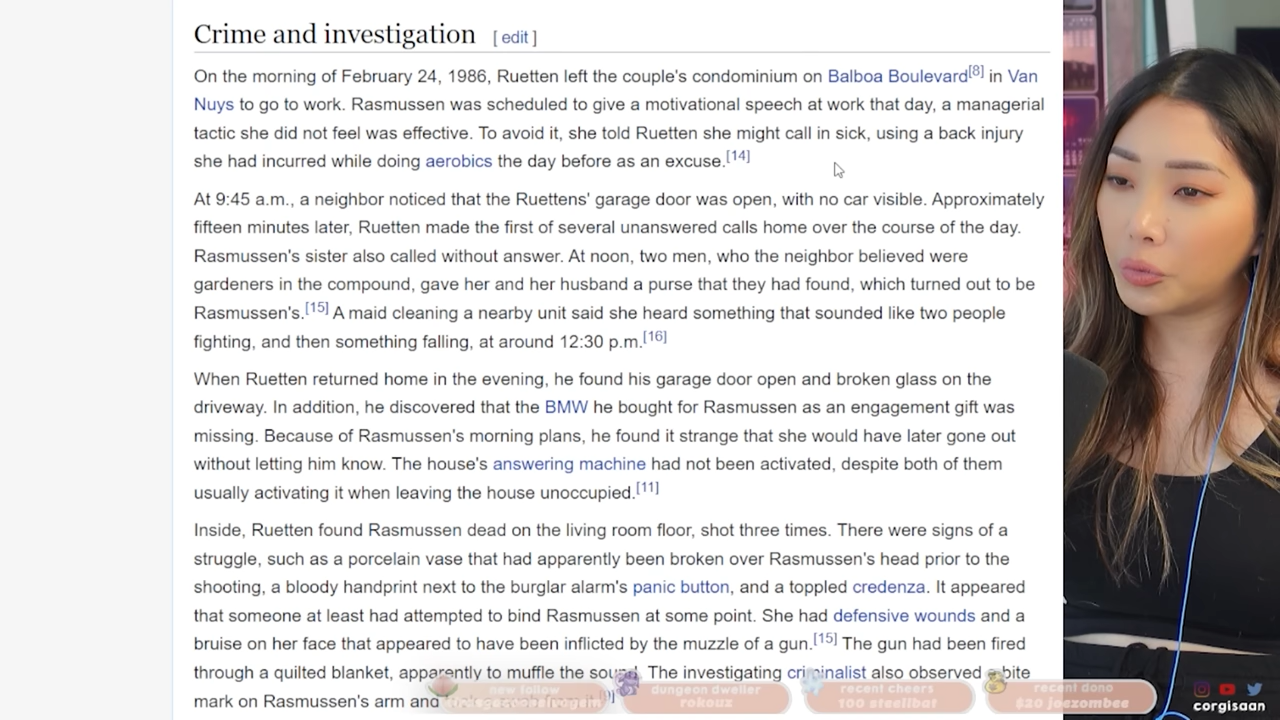 Crime and investigation [ edit ]
On the morning of February 24, 1986, Ruetten left the couple's condominium on Balboa Boulevard[8] in Van
Nuys to go to work. Rasmussen was scheduled to give a motivational speech at work that day, a managerial
tactic she did not feel was effective. To avoid it, she told Ruetten she might call in sick, using a back injury
she had incurred while doing aerobics the day before as an excuse.[14]
At 9:45 a.m., a neighbor noticed that the Ruettens' garage door was open, with no car visible. Approximately
fifteen minutes later, Ruetten made the first of several unanswered calls home over the course of the day.
Rasmussen's sister also called without answer. At noon, two men, who the neighbor believed were
gardeners in the compound, gave her and her husband a purse that they had found, which turned out to be
Rasmussen's.[15] A maid cleaning a nearby unit said she heard something that sounded like two people
fighting, and then something falling, at around 12:30 p.m.[16]
When Ruetten returned home in the evening, he found his garage door open and broken glass on the
driveway. In addition, he discovered that the BMW he bought for Rasmussen as an engagement gift was
missing. Because of Rasmussen's morning plans, he found it strange that she would have later gone out
without letting him know. The house's answering machine had not been activated, despite both of them
usually activating it when leaving the house unoccupied.[11]
Inside, Ruetten found Rasmussen dead on the living room floor, shot three times. There were signs of a
struggle, such as a porcelain vase that had apparently been broken over Rasmussen's head prior to the
shooting, a bloody handprint next to the burglar alarm's panic button, and a toppled credenza. It appeared
that someone at least had attempted to bind Rasmussen at some point. She had defensive wounds and a
bruise on her face that appeared to have been inflicted by the muzzle of a gun.[15] The gun had been fired
through a quilted blanket, apparently to muffle the sound. The investigating criminalist also observed a bite
mark on Rasmussen's arm and
new follow
dungeon dweller
rokoux
recent cheers
100 steelbat
recent dono
$20 joezombee
corgisaan